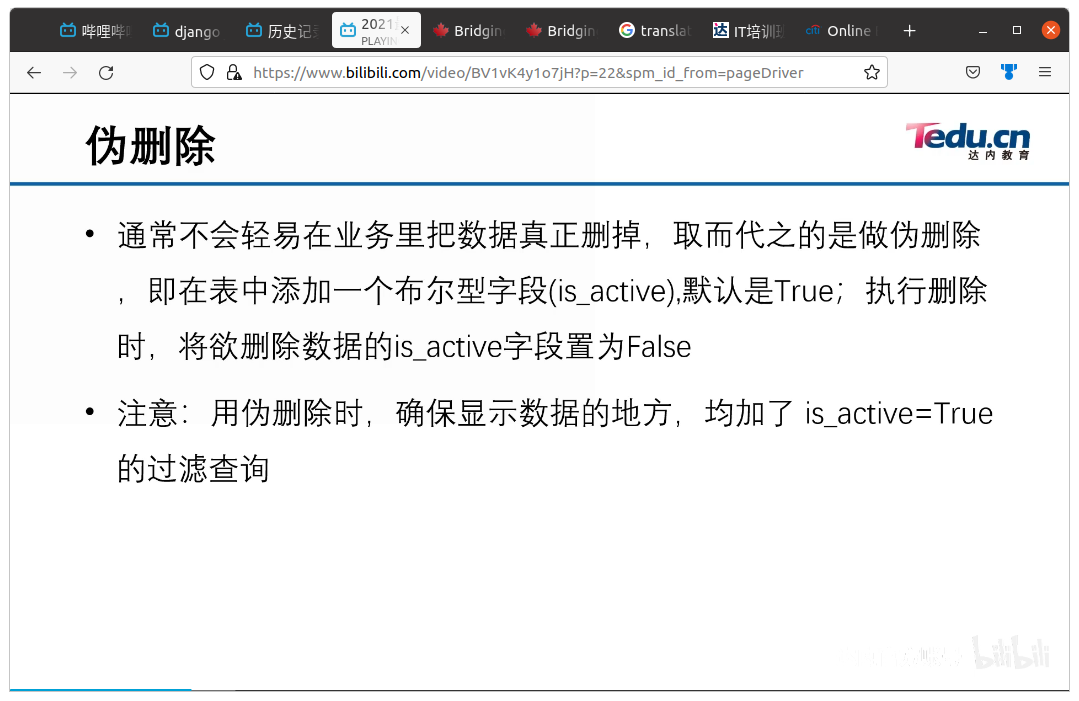 哔哩哔哩
django
历史记录
2021
PLAYIN
Bridgin
Bridgin
translat
IT培训班
citi
Online
https://www.bilibili.com/video/BV1vK4y1o7jH?p=22&spm_id_from=pageDriver
伪删除
Tedu.cn
达内教育
• 通常不会轻易在业务里把数据真正删掉，取而代之的是做伪删除
，即在表中添加一个布尔型字段(is_active),默认是True；执行删除
时，将欲删除数据的is_active字段置为False
• 注意：用伪删除时，确保显示数据的地方，均加了 is_active=True
的过滤查询
bilibili